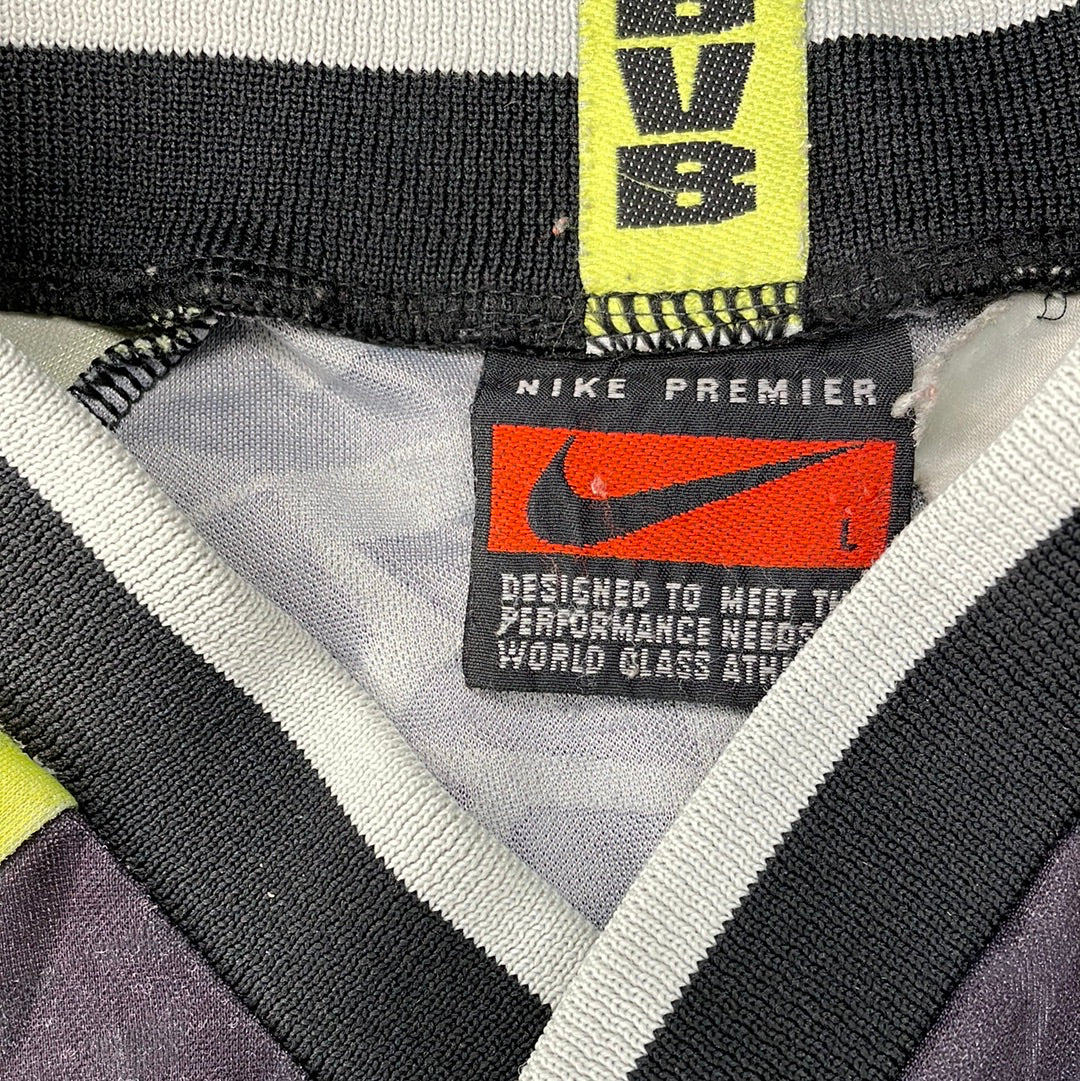 BVB
NIKE PREMIER
L
DESIGNED TO MEET TH
PERFORMANCE NEEDS
WORLD CLASS ATH